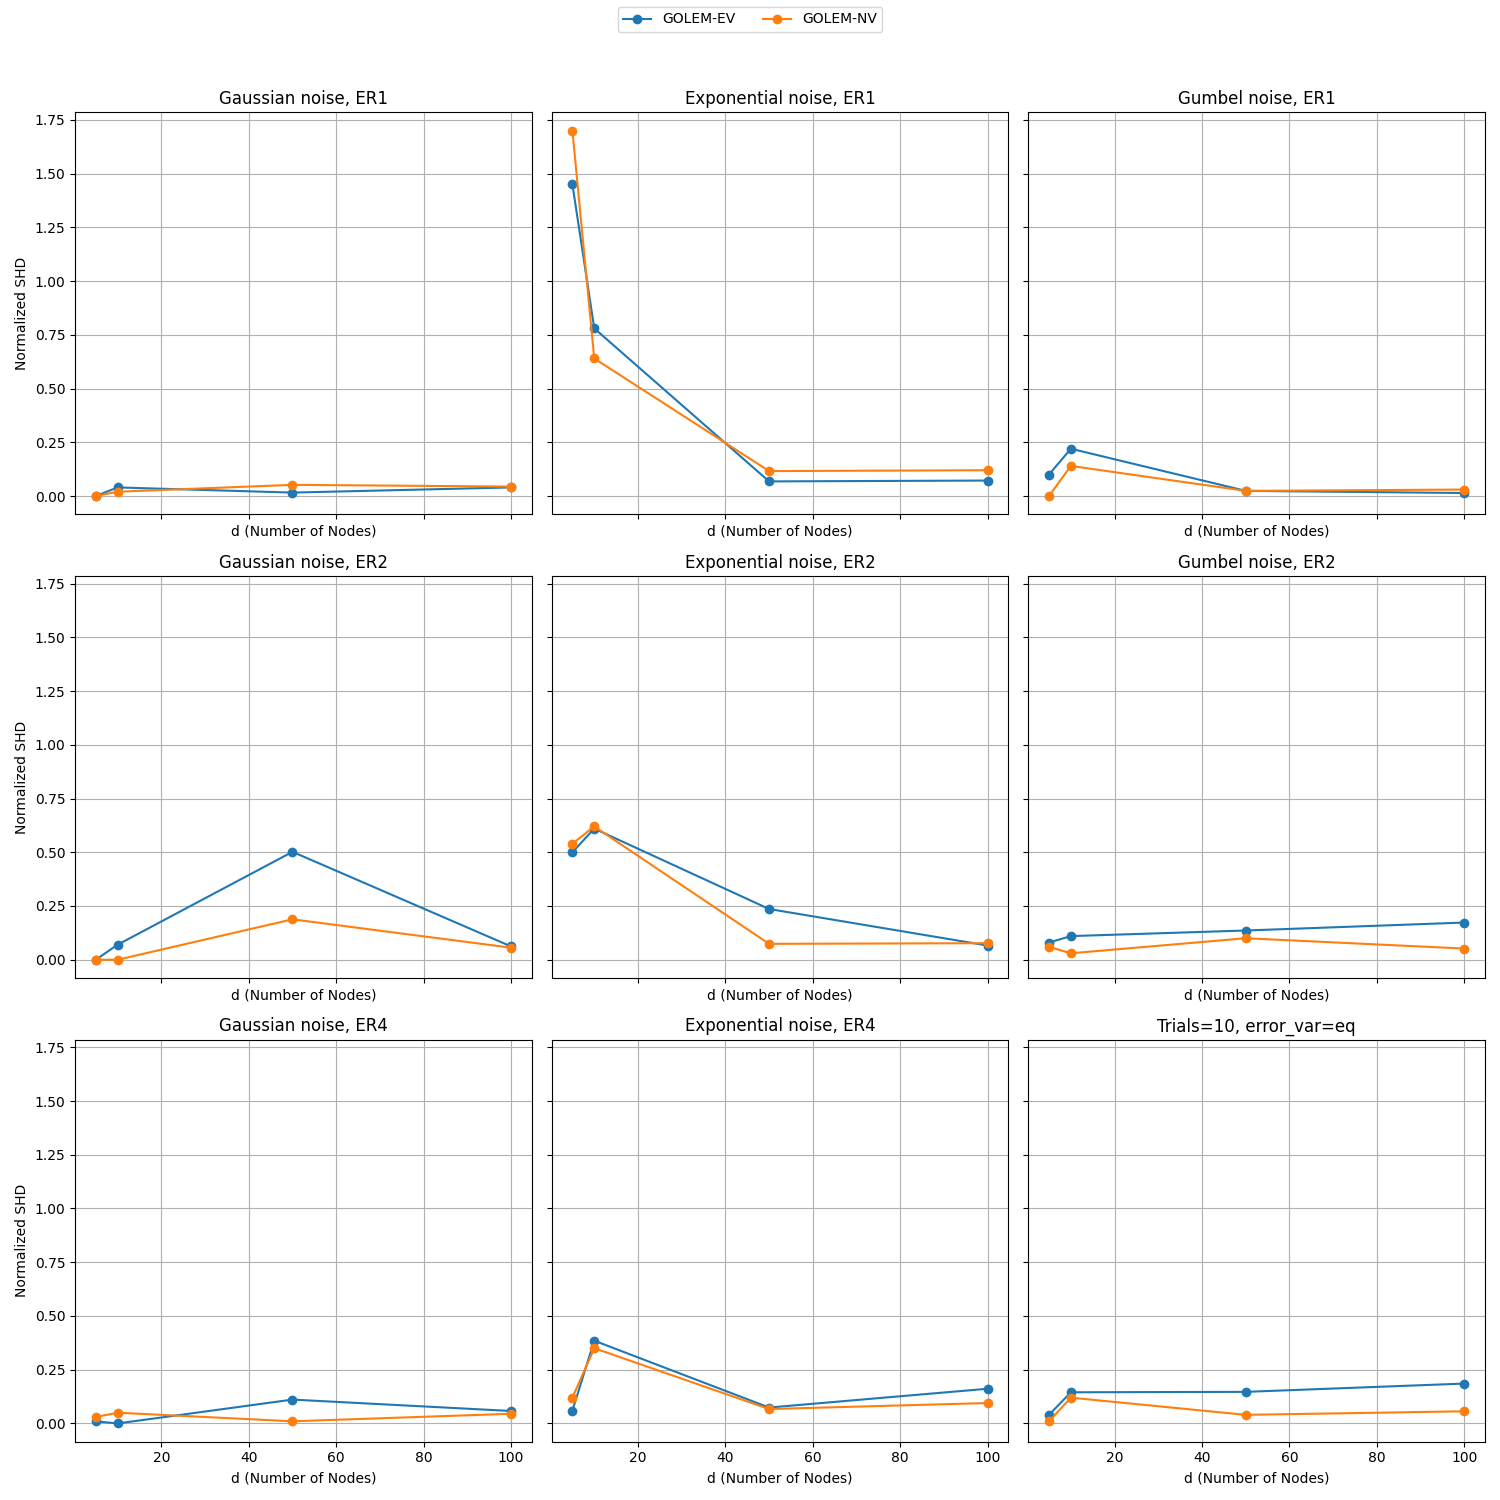 GOLEM-EV GOLEM-NV
Gaussian noise, ER1 Exponential noise, ER1 Gumbel noise, ER1
1.75
1.50
1.25
1.00
0.75
0.50
0.25
0.00
Normalized SHD
d (Number of Nodes) d (Number of Nodes) d (Number of Nodes)
Gaussian noise, ER2 Exponential noise, ER2 Gumbel noise, ER2
1.75
1.50
1.25
1.00
0.75
0.50
0.25
0.00
Normalized SHD
d (Number of Nodes) d (Number of Nodes) d (Number of Nodes)
Gaussian noise, ER4 Exponential noise, ER4 Trials=10, error_var=eq
1.75
1.50
1.25
1.00
0.75
0.50
0.25
0.00
Normalized SHD
20 40 60 80 100 20 40 60 80 100 20 40 60 80 100
d (Number of Nodes) d (Number of Nodes) d (Number of Nodes)